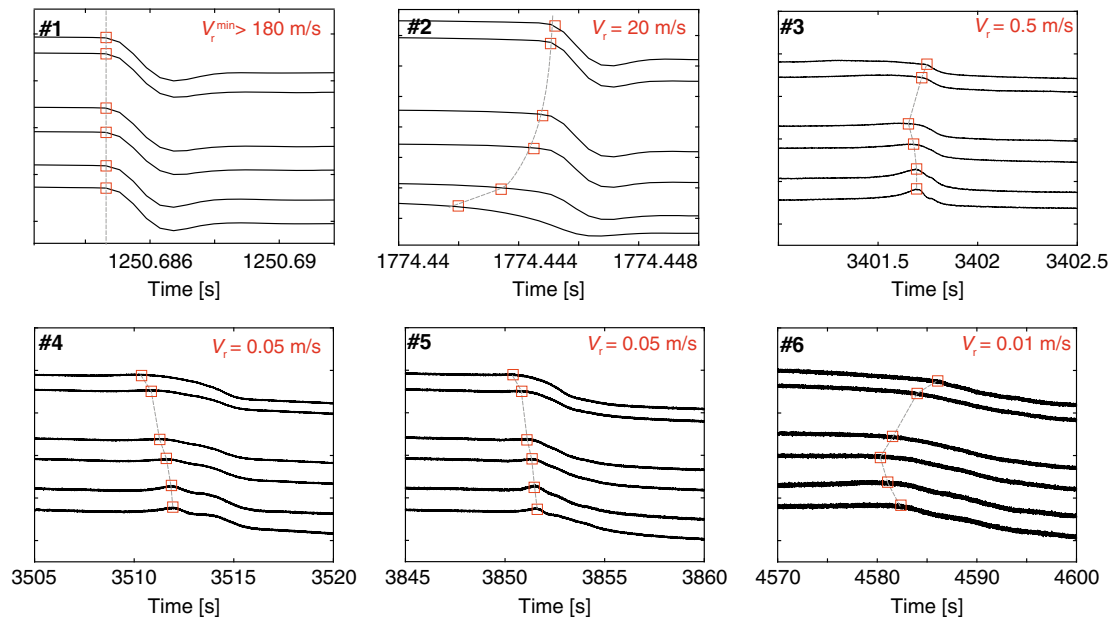 #1
V_r^min > 180 m/s
1250.686
1250.69
Time [s]
#2
V_r = 20 m/s
1774.44
1774.444
1774.448
Time [s]
#3
V_r = 0.5 m/s
3401.5
3402
3402.5
Time [s]
#4
V_r = 0.05 m/s
3505
3510
3515
3520
Time [s]
#5
V_r = 0.05 m/s
3845
3850
3855
3860
Time [s]
#6
V_r = 0.01 m/s
4570
4580
4590
4600
Time [s]